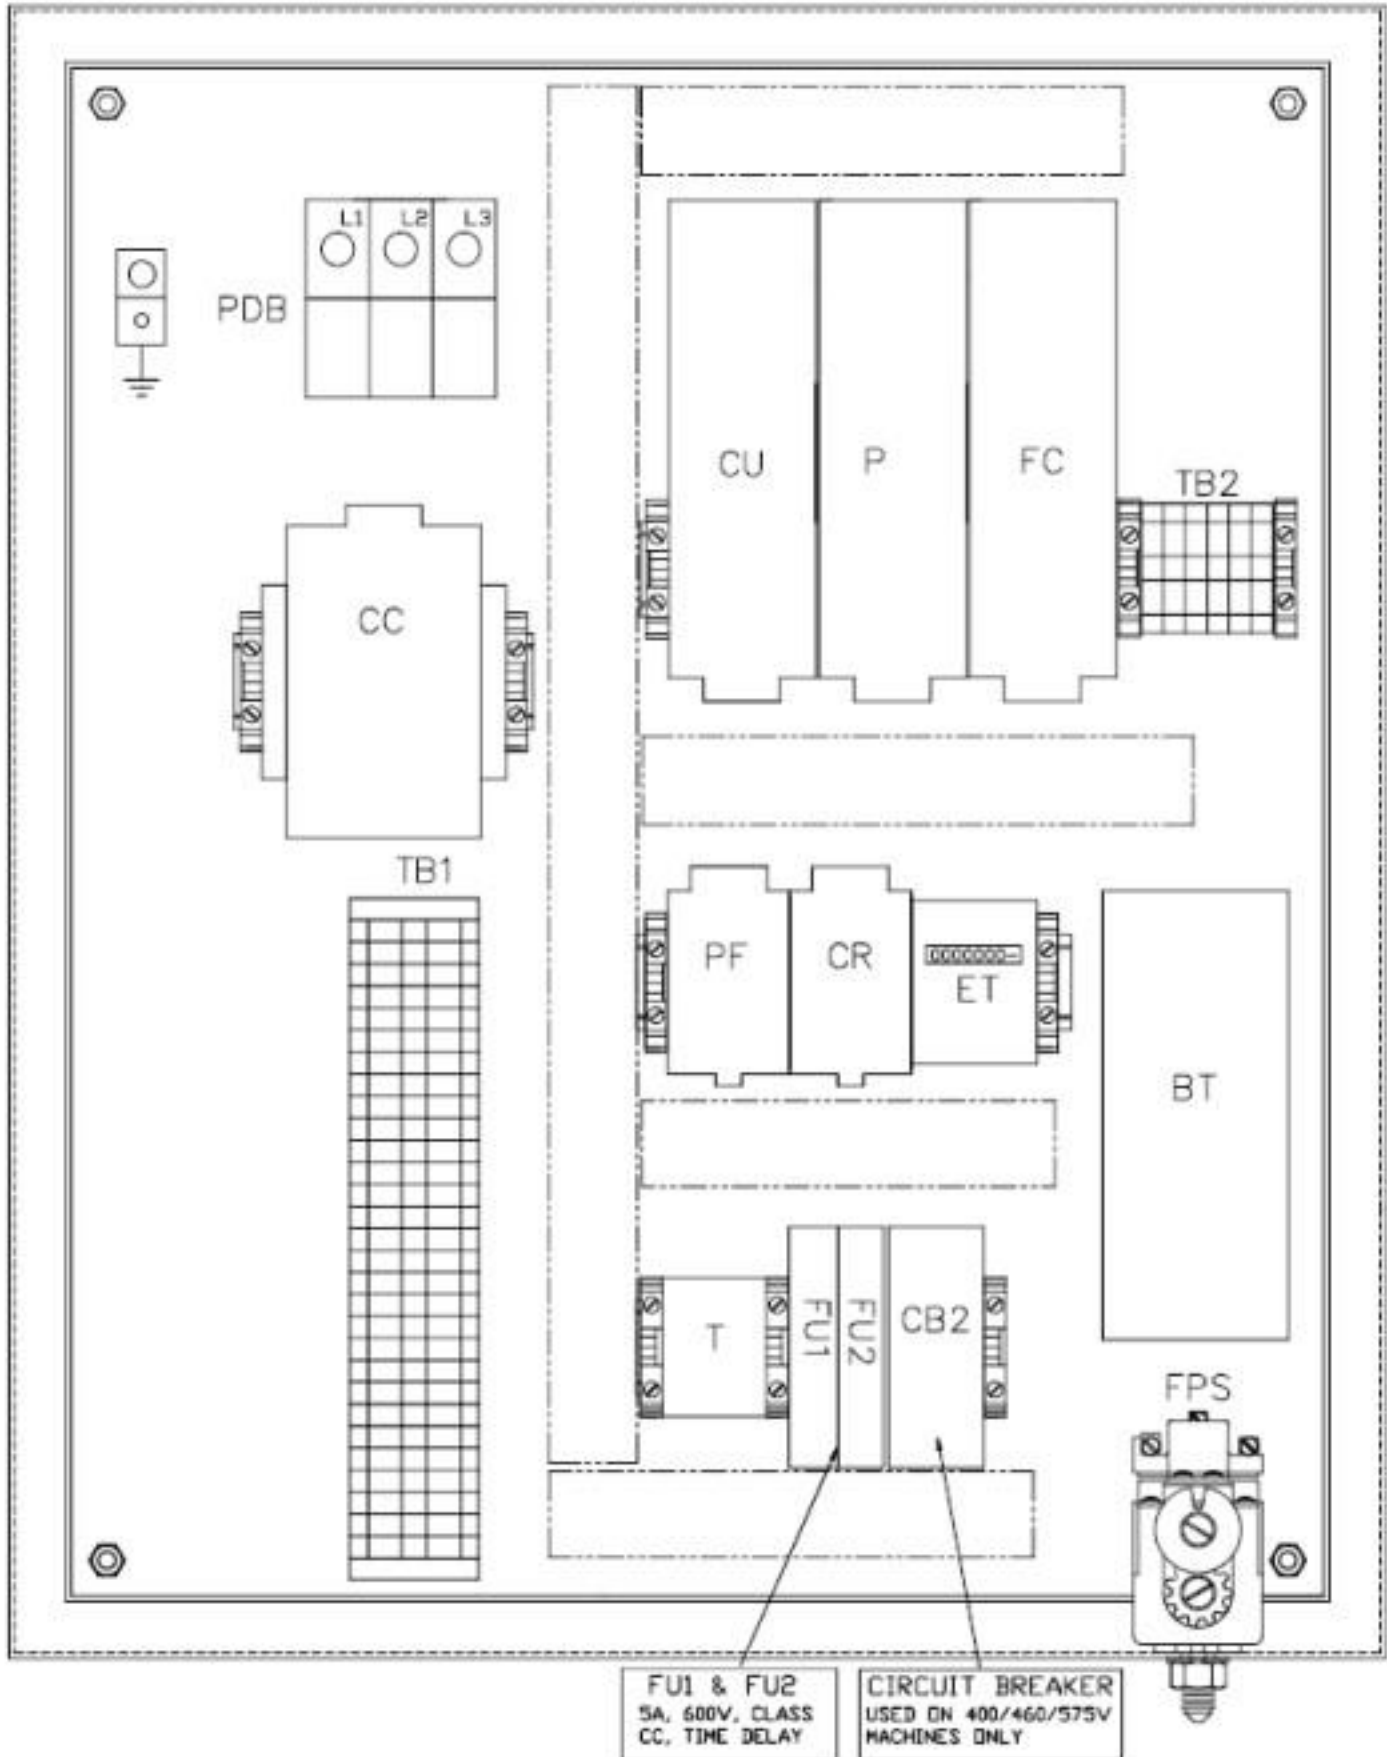 L1 L2 L3
PDB
CU
P
FC
TB2
CC
TB1
PF
CR
0000000-
ET
BT
T
FU1
FU2
CB2
FPS
FU1 & FU2
5A, 600V, CLASS
CC, TIME DELAY
CIRCUIT BREAKER
USED ON 400/460/575V
MACHINES ONLY